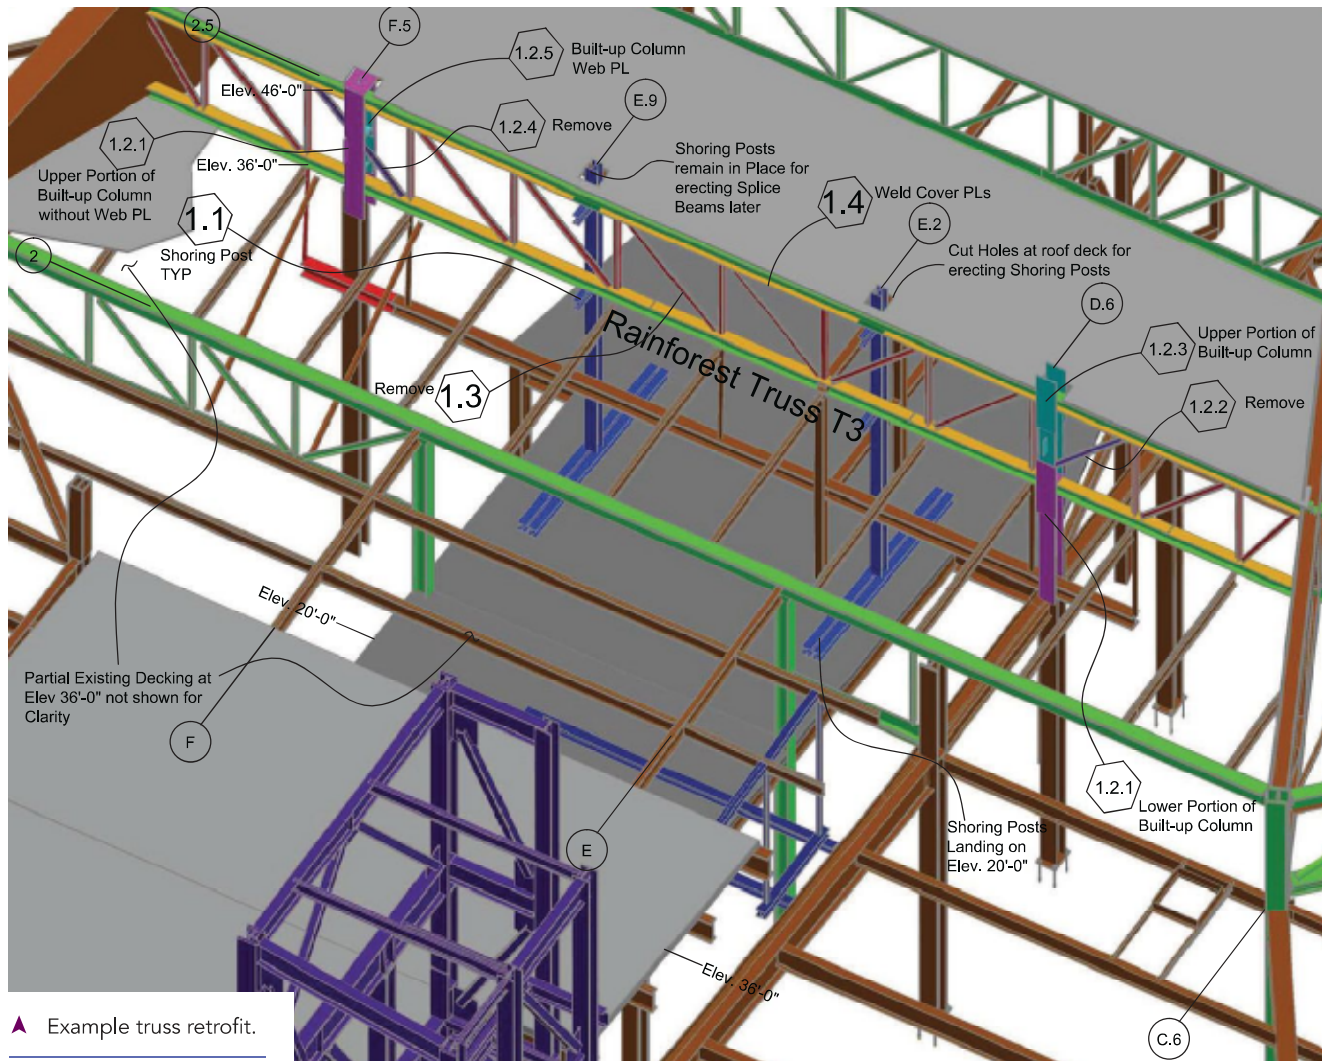 2.5
F.5
1.2.5
Built-up Column
Web PL
Elev. 46'-0"
E.9
1.2.4
Remove
1.2.1
Elev. 36'-0"
Upper Portion of
Built-up Column
without Web PL
Shoring Posts
remain in Place for
erecting Splice
Beams later
1.4
Weld Cover PLs
E.2
1.1
Shoring Post
TYP
2
Cut Holes at roof deck for
erecting Shoring Posts
D.6
1.2.3
Upper Portion of
Built-up Column
Rainforest Truss T3
Remove
1.3
1.2.2
Remove
Elev. 20'-0"
Partial Existing Decking at
Elev 36'-0" not shown for
Clarity
F
1.2.1
Lower Portion of
Built-up Column
E
Shoring Posts
Landing on
Elev. 20'-0"
Elev. 36'-0"
C.6
Example truss retrofit.